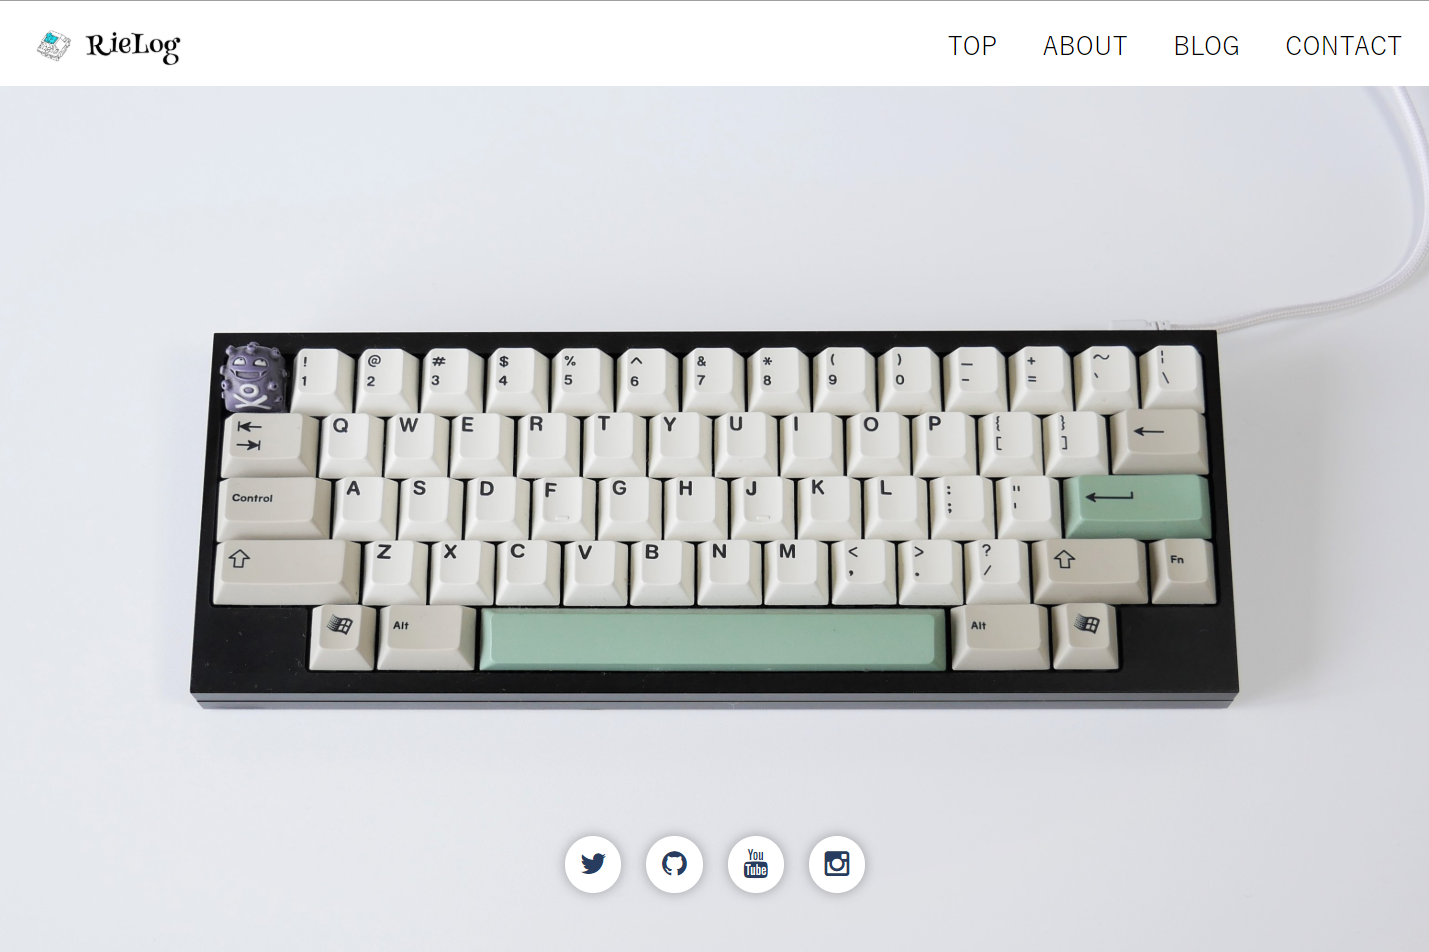 RieLog
TOP ABOUT BLOG CONTACT
! @ # $ % ^ & * ( ) _ + ~ ¦
1 2 3 4 5 6 7 8 9 0 - = ` \
Q W E R T Y U I O P { }
[ ]
Control A S D F G H J K L : "
; '
Z X C V B N M < > ? Fn
, . /
Alt Alt
You
Tube